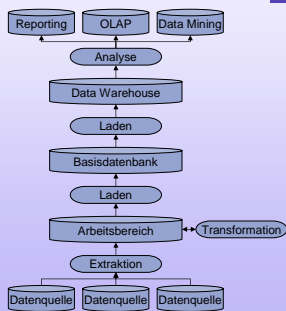 Reporting OLAP Data Mining
Analyse
Data Warehouse
Laden
Basisdatenbank
Laden
Arbeitsbereich Transformation
Extraktion
Datenquelle Datenquelle Datenquelle